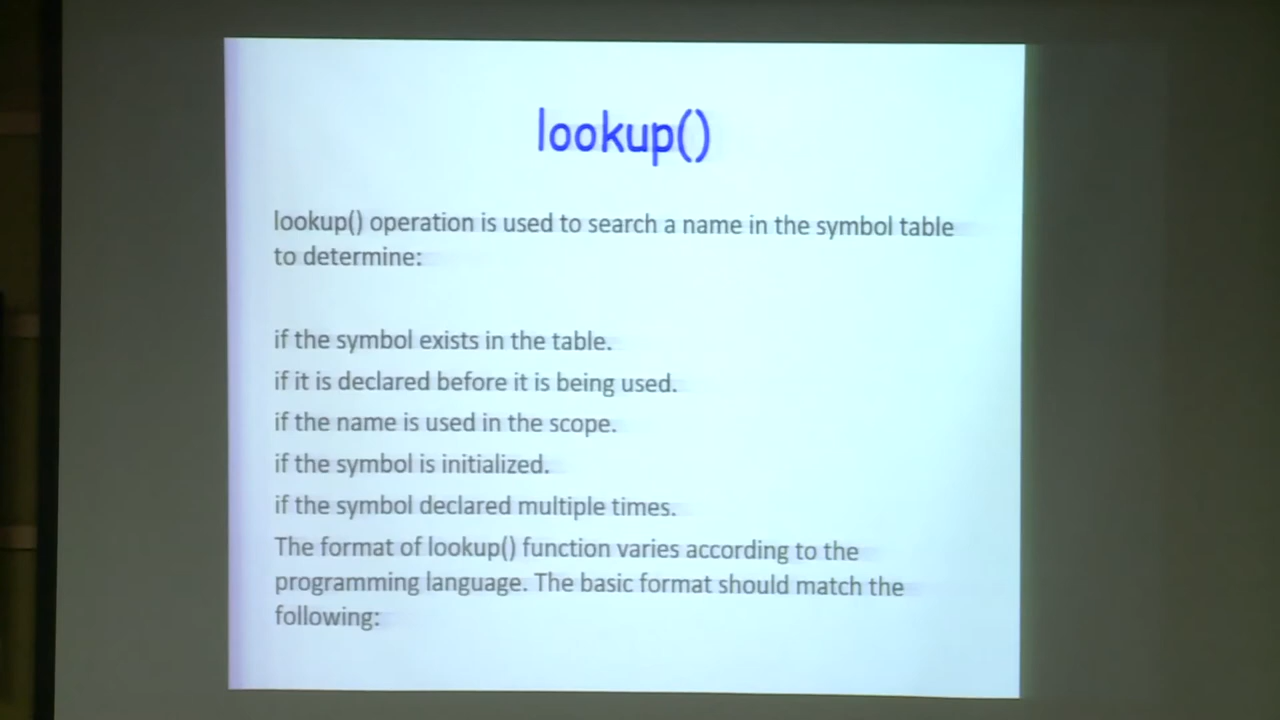 lookup()
lookup() operation is used to search a name in the symbol table
to determine:
if the symbol exists in the table.
if it is declared before it is being used.
if the name is used in the scope.
if the symbol is initialized.
if the symbol declared multiple times.
The format of lookup() function varies according to the
programming language. The basic format should match the
following: